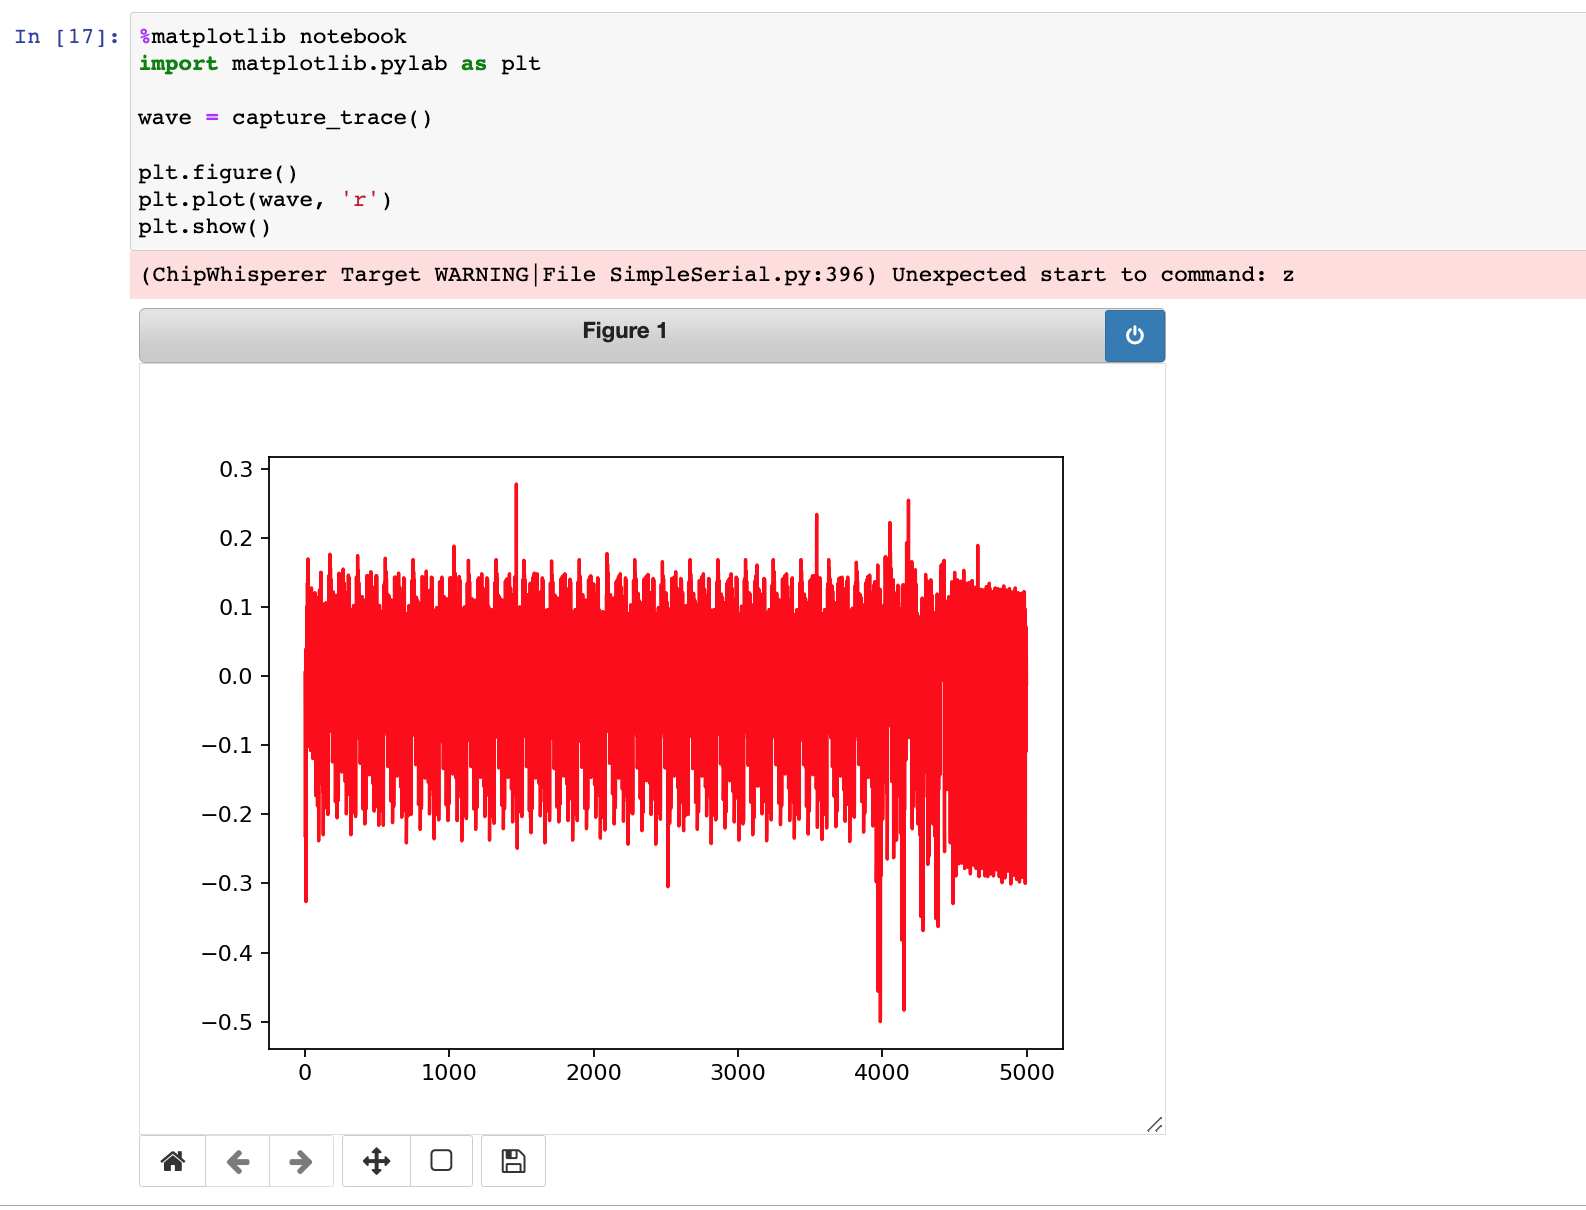 In [17]:
%matplotlib notebook
import matplotlib.pylab as plt
wave = capture_trace()
plt.figure()
plt.plot(wave, 'r')
plt.show()
(ChipWhisperer Target WARNING|File SimpleSerial.py:396) Unexpected start to command: z
Figure 1
0.3
0.2
0.1
0.0
−0.1
−0.2
−0.3
−0.4
−0.5
0 1000 2000 3000 4000 5000